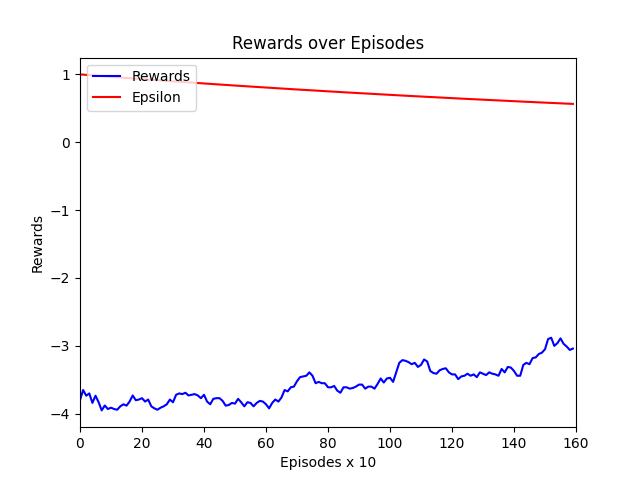 Rewards over Episodes
Rewards
Epsilon
1
0
−1
−2
−3
−4
Rewards
0 20 40 60 80 100 120 140 160
Episodes x 10